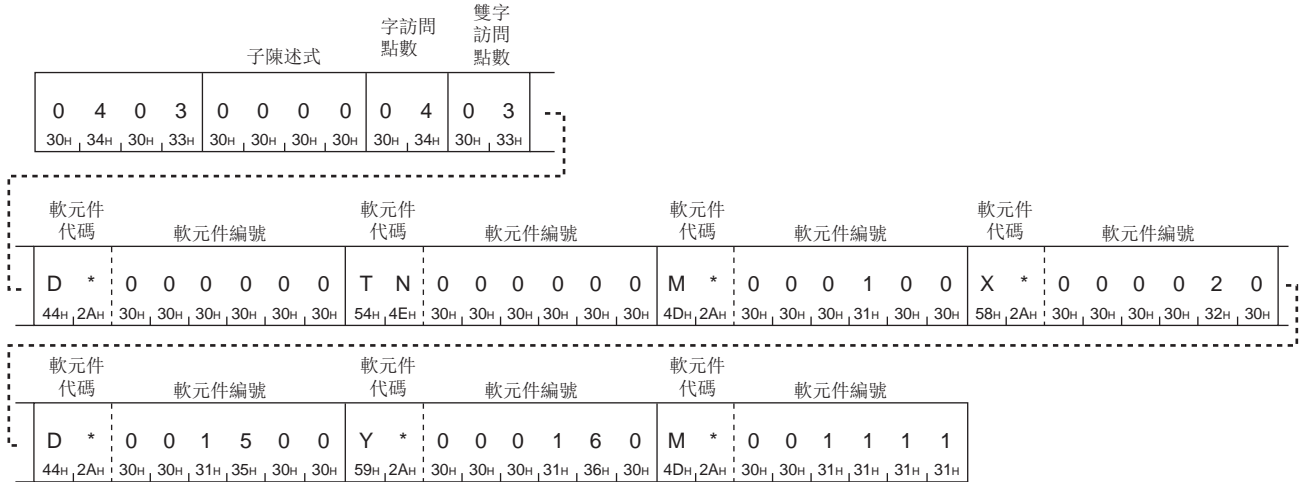 子陳述式
字訪問
點數
雙字
訪問
點數
0 4 0 3 0 0 0 0 0 4 0 3
30H 34H 30H 33H 30H 30H 30H 30H 30H 34H 30H 33H
軟元件
代碼
軟元件編號
軟元件
代碼
軟元件編號
軟元件
代碼
軟元件編號
軟元件
代碼
軟元件編號
D * 0 0 0 0 0 0 T N 0 0 0 0 0 0 M * 0 0 0 1 0 0 X * 0 0 0 0 2 0
44H 2AH 30H 30H 30H 30H 30H 30H 54H 4EH 30H 30H 30H 30H 30H 30H 4DH 2AH 30H 30H 30H 31H 30H 30H 58H 2AH 30H 30H 30H 30H 32H 30H
軟元件
代碼
軟元件編號
軟元件
代碼
軟元件編號
軟元件
代碼
軟元件編號
D * 0 0 1 5 0 0 Y * 0 0 0 1 6 0 M * 0 0 1 1 1 1
44H 2AH 30H 30H 31H 35H 30H 30H 59H 2AH 30H 30H 30H 31H 36H 30H 4DH 2AH 30H 30H 31H 31H 31H 31H